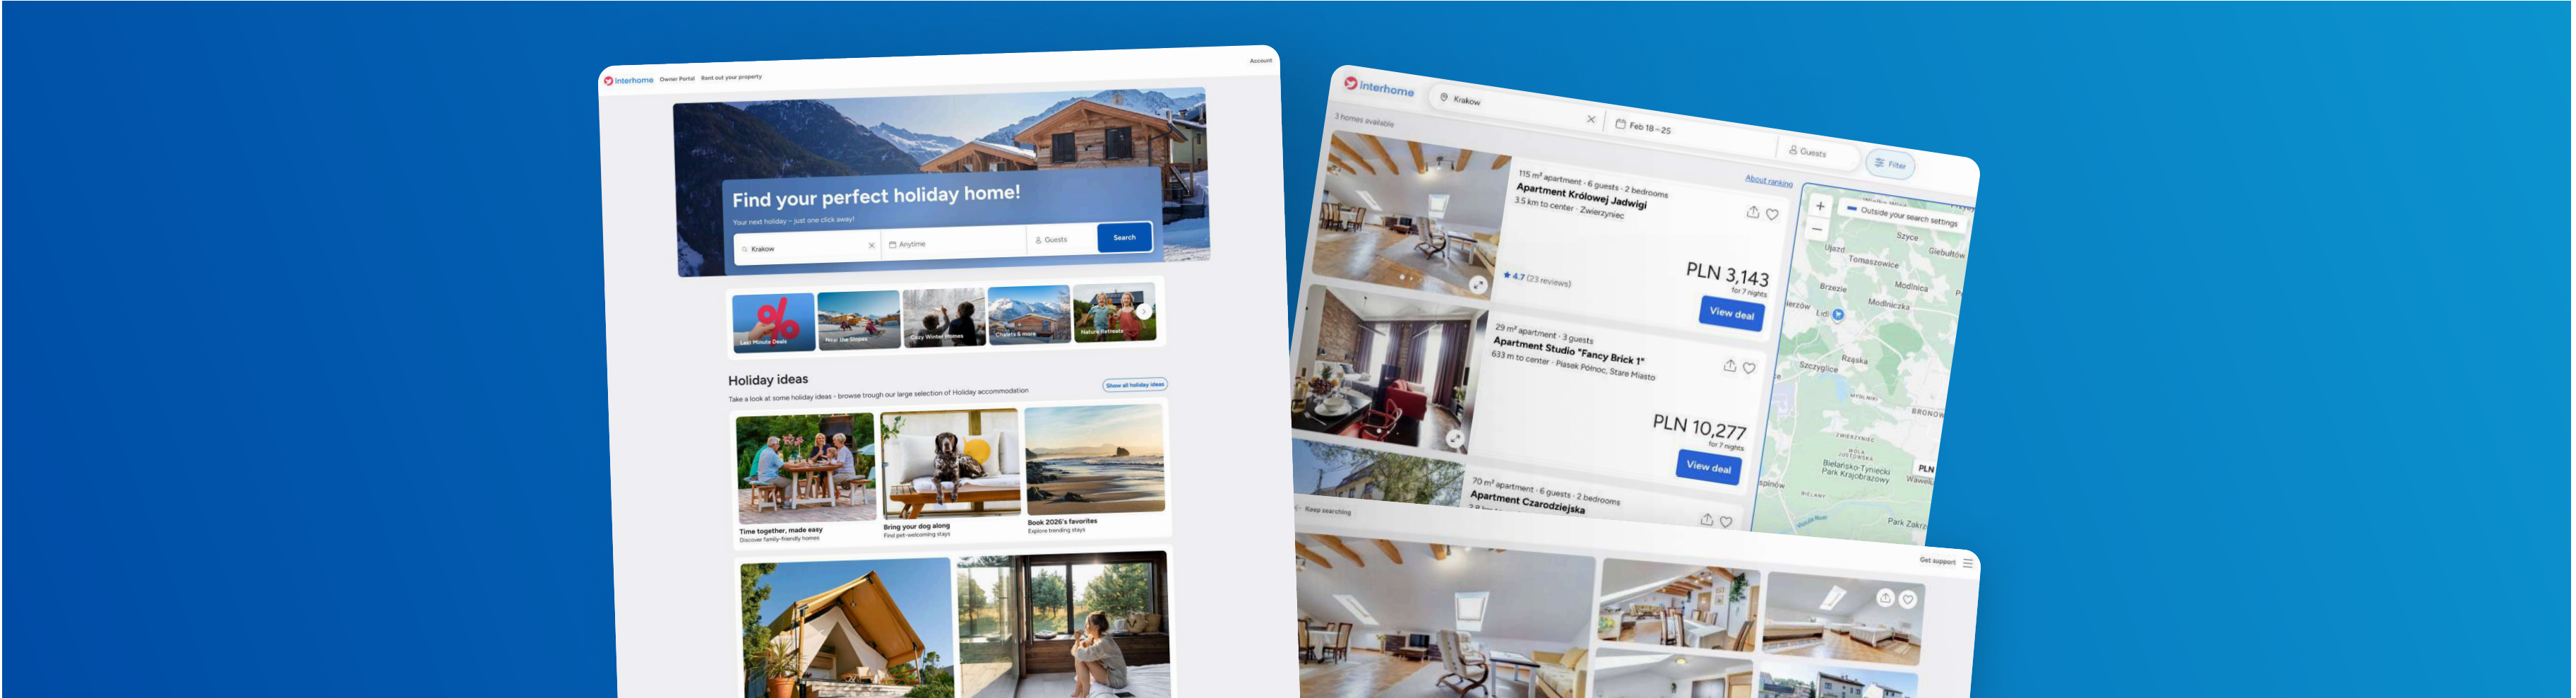 Interhome Owner Portal Rent out your property Account
Find your perfect holiday home!
Your next holiday – just one click away!
Krakow Anytime Guests Search
Last Minute Deals Near the Slopes Cozy Winter Homes Chalets & more Nature Retreats
Holiday ideas
Take a look at some holiday ideas - browse trough our large selection of Holiday accommodation
Show all holiday ideas
Time together, made easy
Discover family-friendly homes
Bring your dog along
Find pet-welcoming stays
Book 2026's favorites
Explore trending stays
Interhome Krakow Feb 18 – 25 Guests Filter
3 homes available
About ranking
115 m² apartment · 6 guests · 2 bedrooms
Apartment Królowej Jadwigi
3.5 km to center · Zwierzyniec
4.7 (23 reviews)
PLN 3,143
for 7 nights
View deal
29 m² apartment · 3 guests
Apartment Studio "Fancy Brick 1"
633 m to center · Piasek Północ, Stare Miasto
PLN 10,277
for 7 nights
View deal
70 m² apartment · 6 guests · 2 bedrooms
Apartment Czarodziejska
Outside your search settings
Szyce
Giebułtów
Ujazd
Tomaszowice
Modlnica
Brzezie
Modlniczka
Lidl
Rząska
Szczyglice
MYDLNIKI
BRONOW
ZWIERZYNIEC
WOLA
JUSTOWSKA
Bielańsko-Tyniecki
Park Krajobrazowy
PLN
Wawel
BIELANY
Park Zakrz
Keep searching
Get support